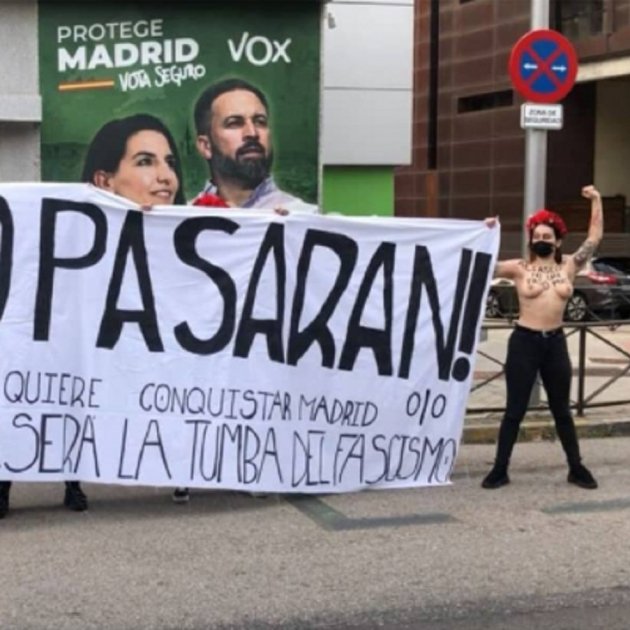 PROTEGE
MADRID
VOTA SEGURO
VOX
ZONA DE
SEGURIDAD
O PASARAN!
QUIERE CONQUISTAR MADRID
SERÁ LA TUMBA DEL FASCISMO